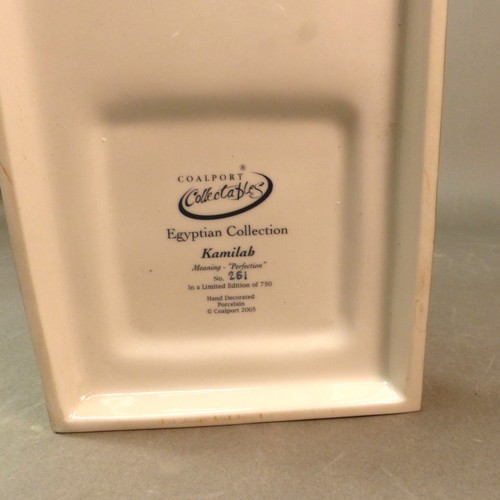 COALPORT ®
Collectables
Egyptian Collection
Kamilah
Meaning - "Perfection"
No. 261
In a Limited Edition of 750
Hand Decorated
Porcelain
© Coalport 2005